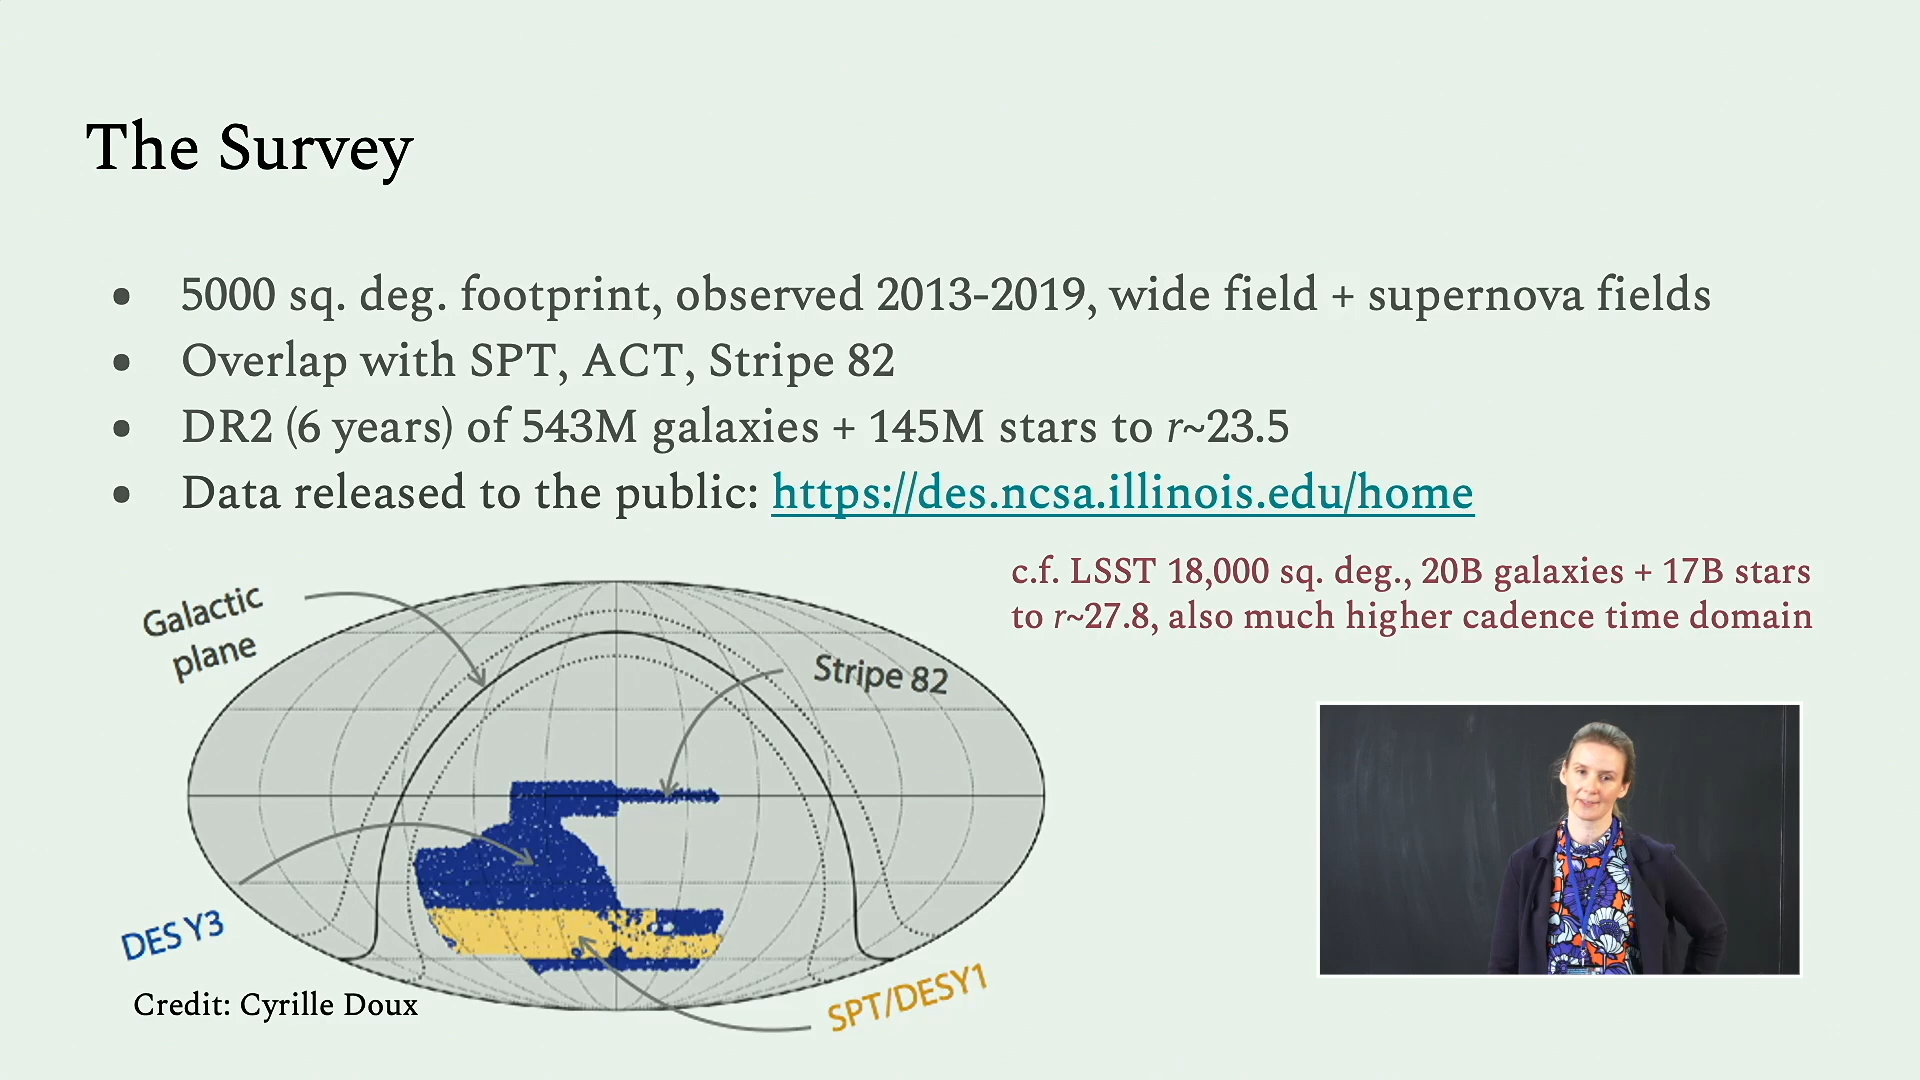 The Survey
• 5000 sq. deg. footprint, observed 2013-2019, wide field + supernova fields
• Overlap with SPT, ACT, Stripe 82
• DR2 (6 years) of 543M galaxies + 145M stars to r~23.5
• Data released to the public: https://des.ncsa.illinois.edu/home
c.f. LSST 18,000 sq. deg., 20B galaxies + 17B stars
to r~27.8, also much higher cadence time domain
Galactic
plane
Stripe 82
DES Y3
SPT/DESY1
Credit: Cyrille Doux